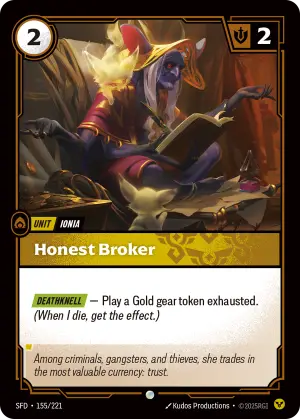 2
2
UNIT IONIA
Honest Broker
DEATHKNELL — Play a Gold gear token exhausted.
(When I die, get the effect.)
Among criminals, gangsters, and thieves, she trades in
the most valuable currency: trust.
SFD • 155/221
Kudos Productions • ©2025RGI